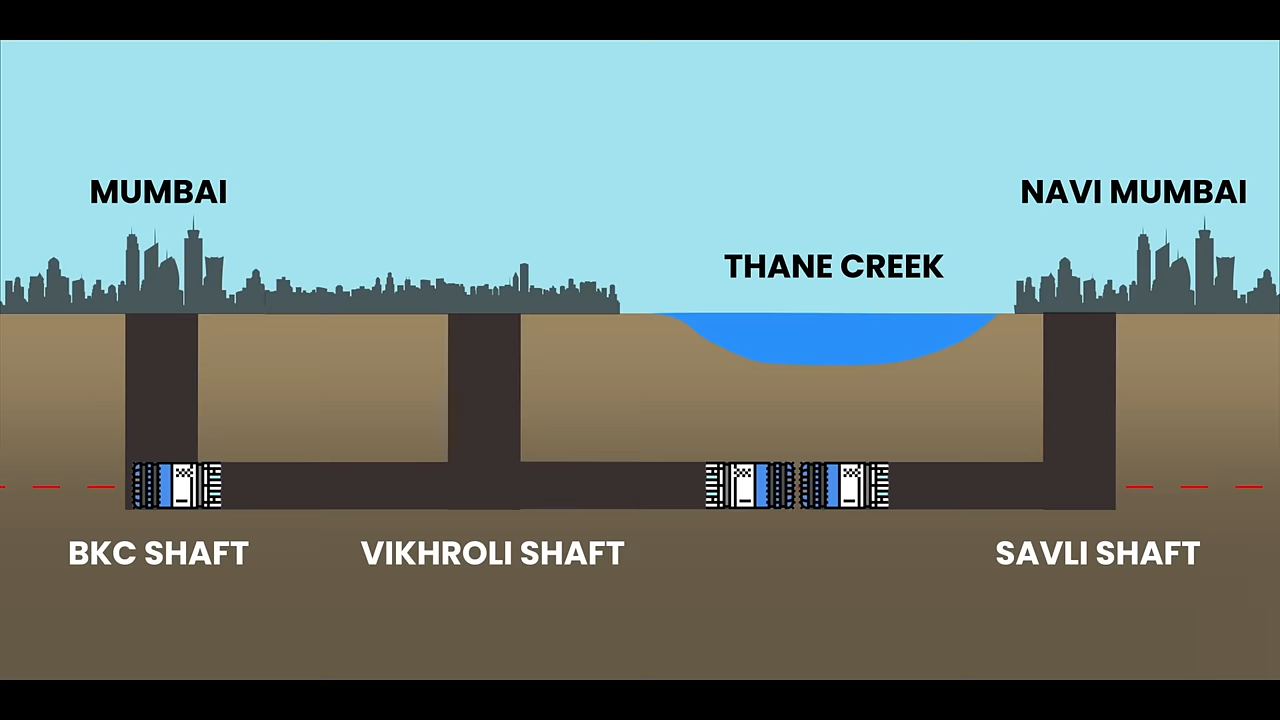 MUMBAI
NAVI MUMBAI
THANE CREEK
BKC SHAFT
VIKHROLI SHAFT
SAVLI SHAFT